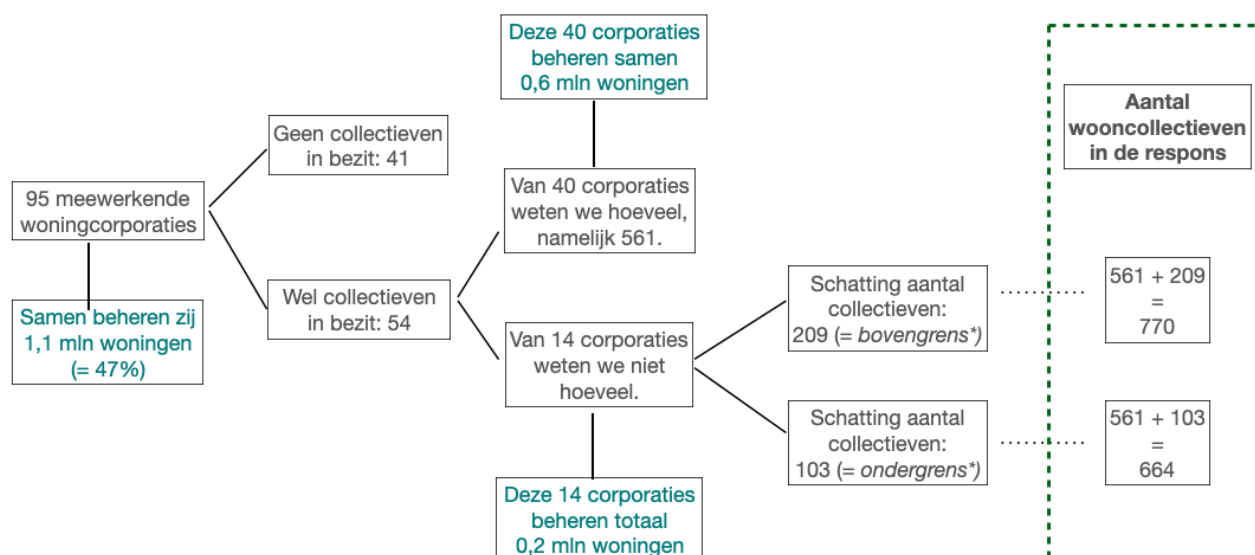 95 meewerkende
woningcorporaties
Samen beheren zij
1,1 mln woningen
(= 47%)
Geen collectieven
in bezit: 41
Wel collectieven
in bezit: 54
Deze 40 corporaties
beheren samen
0,6 mln woningen
Van 40 corporaties
weten we hoeveel,
namelijk 561.
Van 14 corporaties
weten we niet
hoeveel.
Deze 14 corporaties
beheren totaal
0,2 mln woningen
Schatting aantal
collectieven:
209 (= bovengrens*)
Schatting aantal
collectieven:
103 (= ondergrens*)
Aantal
wooncollectieven
in de respons
561 + 209
=
770
561 + 103
=
664